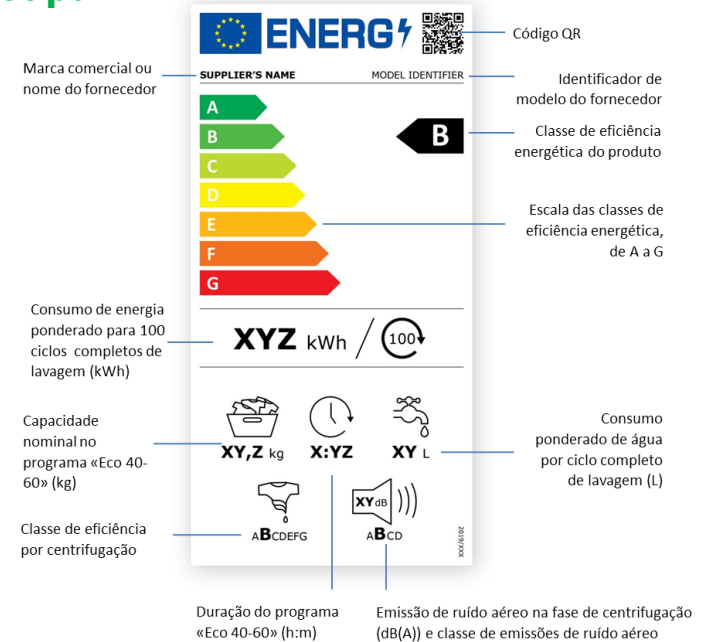 ENERG
Código QR
Marca comercial ou
nome do fornecedor
SUPPLIER'S NAME
MODEL IDENTIFIER
Identificador de
modelo do fornecedor
A
B
C
D
E
F
G
B
Classe de eficiência
energética do produto
Escala das classes de
eficiência energética,
de A a G
Consumo de energia
ponderado para 100
ciclos completos de
lavagem (kWh)
XYZ kWh / 100
Capacidade
nominal no
programa «Eco 40-
60» (kg)
XY,Z kg
X:YZ
XY L
Consumo
ponderado de água
por ciclo completo
de lavagem (L)
Classe de eficiência
por centrifugação
ABCDEFG
XY dB
ABCD
2019/XXX
Duração do programa
«Eco 40-60» (h:m)
Emissão de ruído aéreo na fase de centrifugação
(dB(A)) e classe de emissões de ruído aéreo